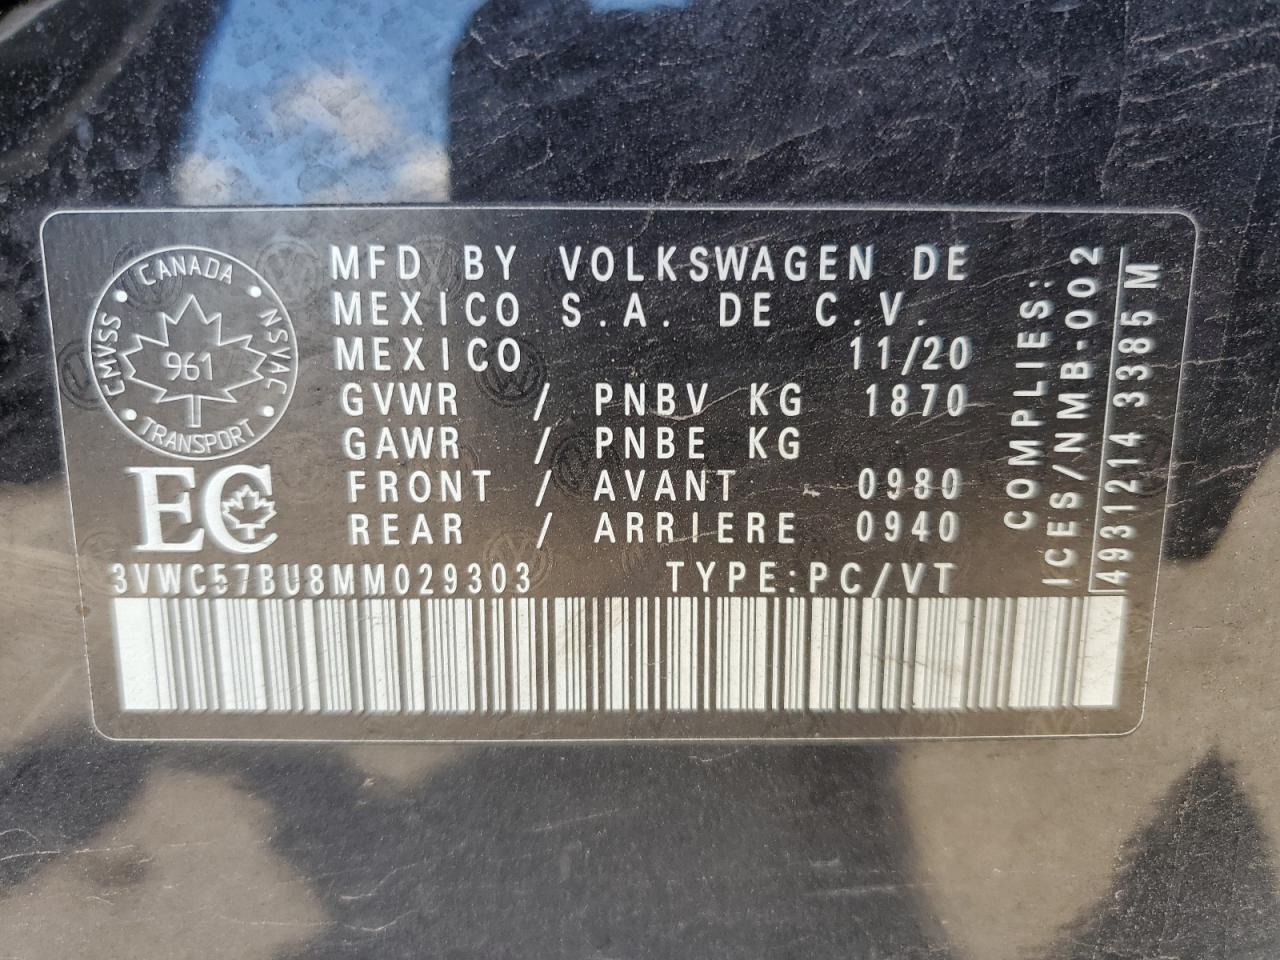 CANADA
CMVSS
NSVAC
961
TRANSPORT
EC
MFD BY VOLKSWAGEN DE
MEXICO S.A. DE C.V.
MEXICO 11/20
GVWR / PNBV KG 1870
GAWR / PNBE KG
FRONT / AVANT 0980
REAR / ARRIERE 0940
3VWC57BU8MM029303 TYPE:PC/VT
COMPLIES:
ICES/NMB-002
4931214 3385 M